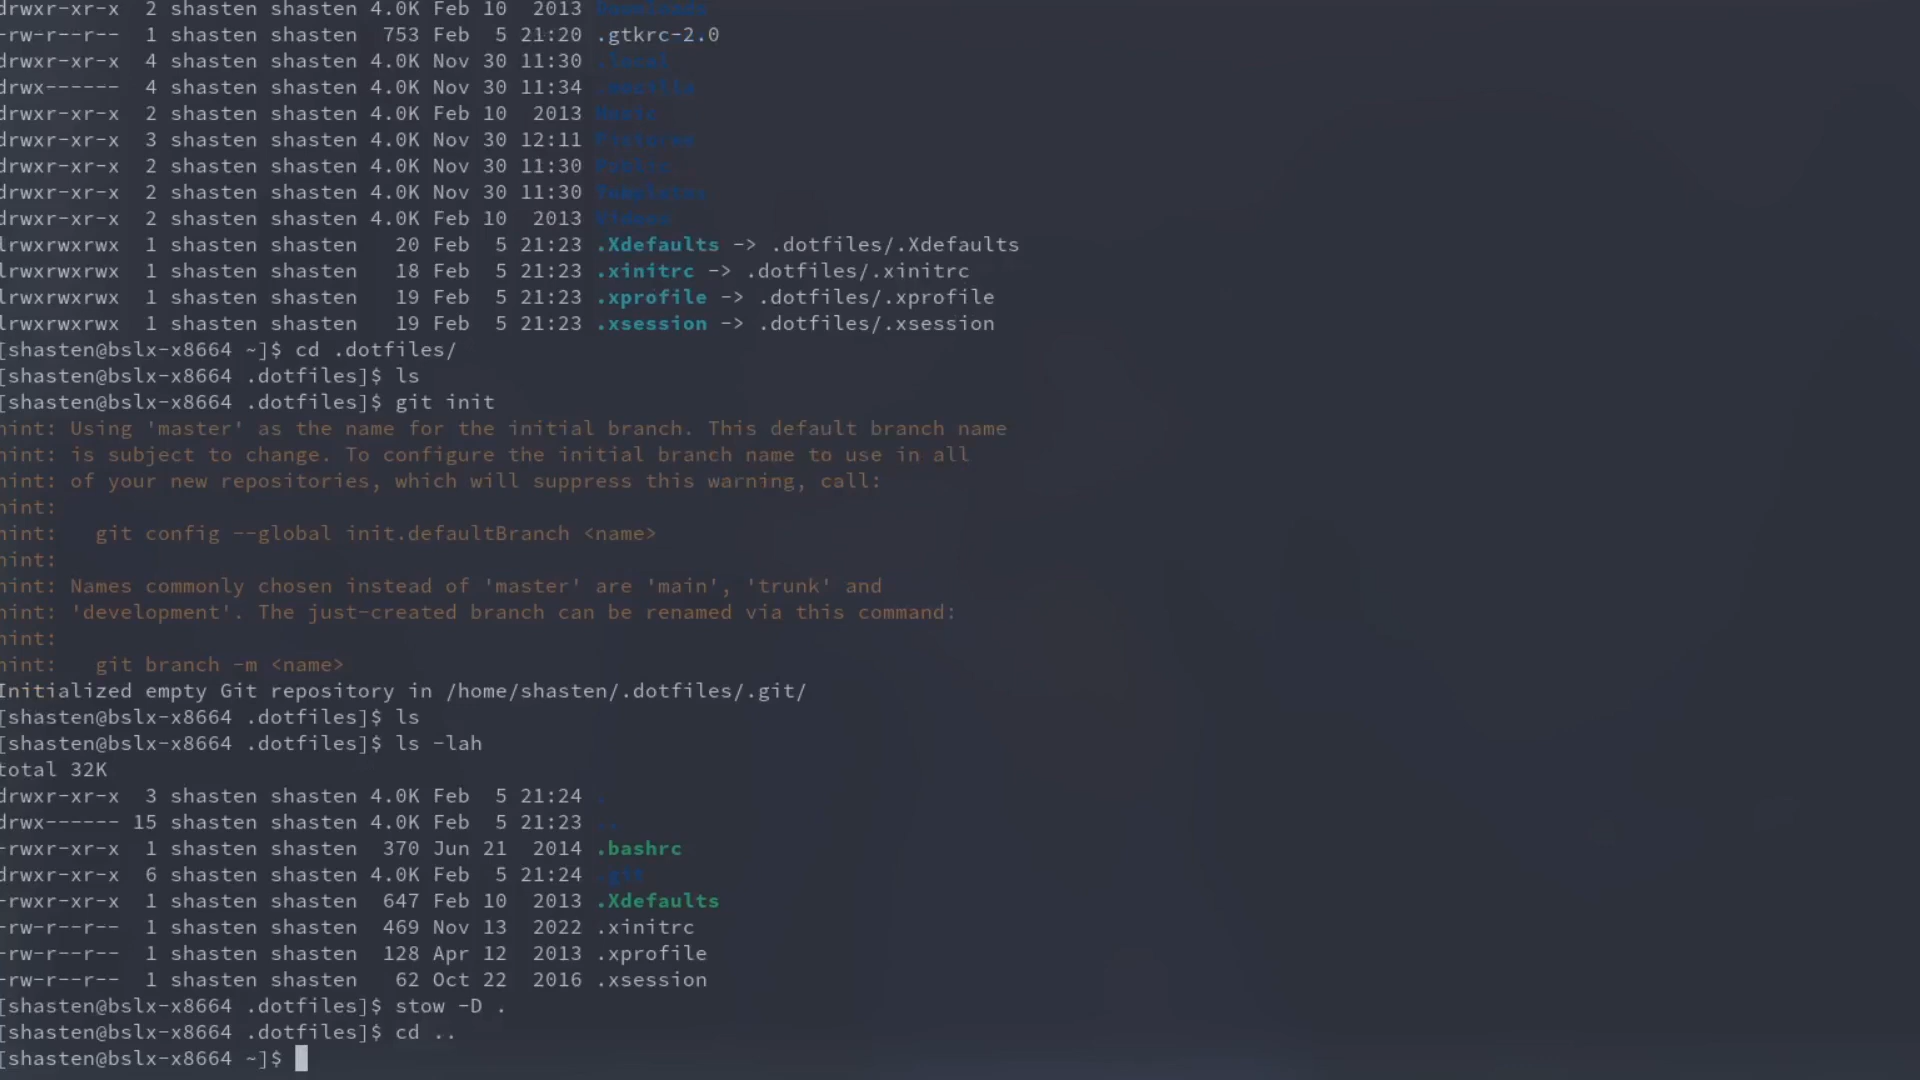 drwxr-xr-x  2 shasten shasten 4.0K Feb 10  2013 Downloads
-rw-r--r--  1 shasten shasten  753 Feb  5 21:20 .gtkrc-2.0
drwxr-xr-x  4 shasten shasten 4.0K Nov 30 11:30 .local
drwx------  4 shasten shasten 4.0K Nov 30 11:34 .mozilla
drwxr-xr-x  2 shasten shasten 4.0K Feb 10  2013 Music
drwxr-xr-x  3 shasten shasten 4.0K Nov 30 12:11 Pictures
drwxr-xr-x  2 shasten shasten 4.0K Nov 30 11:30 Public
drwxr-xr-x  2 shasten shasten 4.0K Nov 30 11:30 Templates
drwxr-xr-x  2 shasten shasten 4.0K Feb 10  2013 Videos
lrwxrwxrwx  1 shasten shasten   20 Feb  5 21:23 .Xdefaults -> .dotfiles/.Xdefaults
lrwxrwxrwx  1 shasten shasten   18 Feb  5 21:23 .xinitrc -> .dotfiles/.xinitrc
lrwxrwxrwx  1 shasten shasten   19 Feb  5 21:23 .xprofile -> .dotfiles/.xprofile
lrwxrwxrwx  1 shasten shasten   19 Feb  5 21:23 .xsession -> .dotfiles/.xsession
[shasten@bslx-x8664 ~]$ cd .dotfiles/
[shasten@bslx-x8664 .dotfiles]$ ls
[shasten@bslx-x8664 .dotfiles]$ git init
hint: Using 'master' as the name for the initial branch. This default branch name
hint: is subject to change. To configure the initial branch name to use in all
hint: of your new repositories, which will suppress this warning, call:
hint:
hint:   git config --global init.defaultBranch <name>
hint:
hint: Names commonly chosen instead of 'master' are 'main', 'trunk' and
hint: 'development'. The just-created branch can be renamed via this command:
hint:
hint:   git branch -m <name>
Initialized empty Git repository in /home/shasten/.dotfiles/.git/
[shasten@bslx-x8664 .dotfiles]$ ls
[shasten@bslx-x8664 .dotfiles]$ ls -lah
total 32K
drwxr-xr-x  3 shasten shasten 4.0K Feb  5 21:24 .
drwx------ 15 shasten shasten 4.0K Feb  5 21:23 ..
-rwxr-xr-x  1 shasten shasten  370 Jun 21  2014 .bashrc
drwxr-xr-x  6 shasten shasten 4.0K Feb  5 21:24 .git
-rwxr-xr-x  1 shasten shasten  647 Feb 10  2013 .Xdefaults
-rw-r--r--  1 shasten shasten  469 Nov 13  2022 .xinitrc
-rw-r--r--  1 shasten shasten  128 Apr 12  2013 .xprofile
-rw-r--r--  1 shasten shasten   62 Oct 22  2016 .xsession
[shasten@bslx-x8664 .dotfiles]$ stow -D .
[shasten@bslx-x8664 .dotfiles]$ cd ..
[shasten@bslx-x8664 ~]$